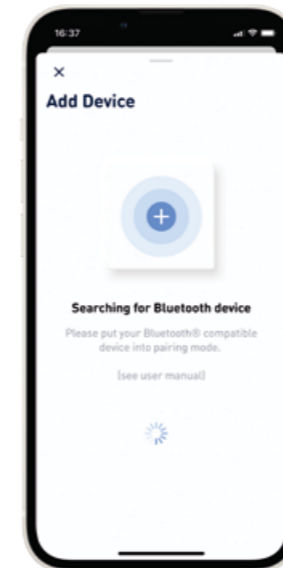 16:37
Add Device
Searching for Bluetooth device
Please put your Bluetooth® compatible
device into pairing mode.
[see user manual]